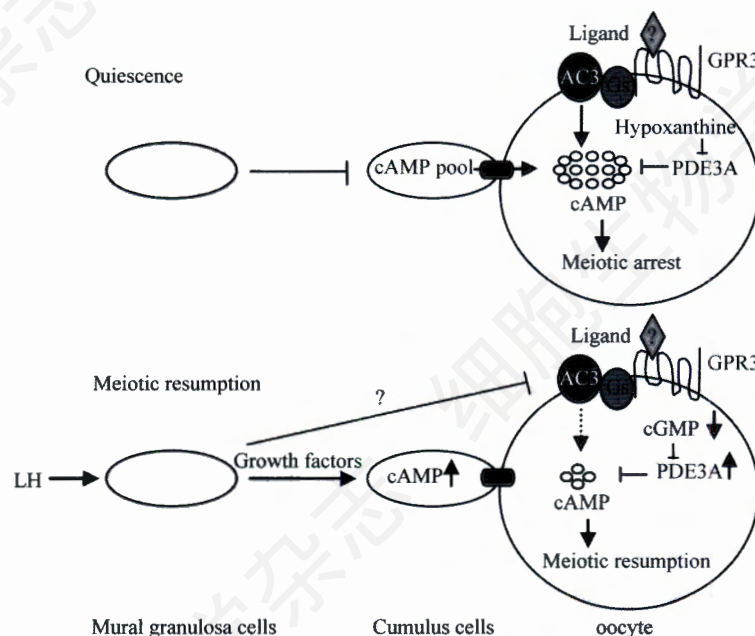 Ligand
?
GPR3
AC3
Gs
Quiescence
Hypoxanthine
cAMP pool
PDE3A
cAMP
Meiotic arrest
Ligand
?
GPR3
AC3
Gs
Meiotic resumption
?
cGMP
LH
Growth factors
cAMP
PDE3A
cAMP
Meiotic resumption
Mural granulosa cells
Cumulus cells
oocyte